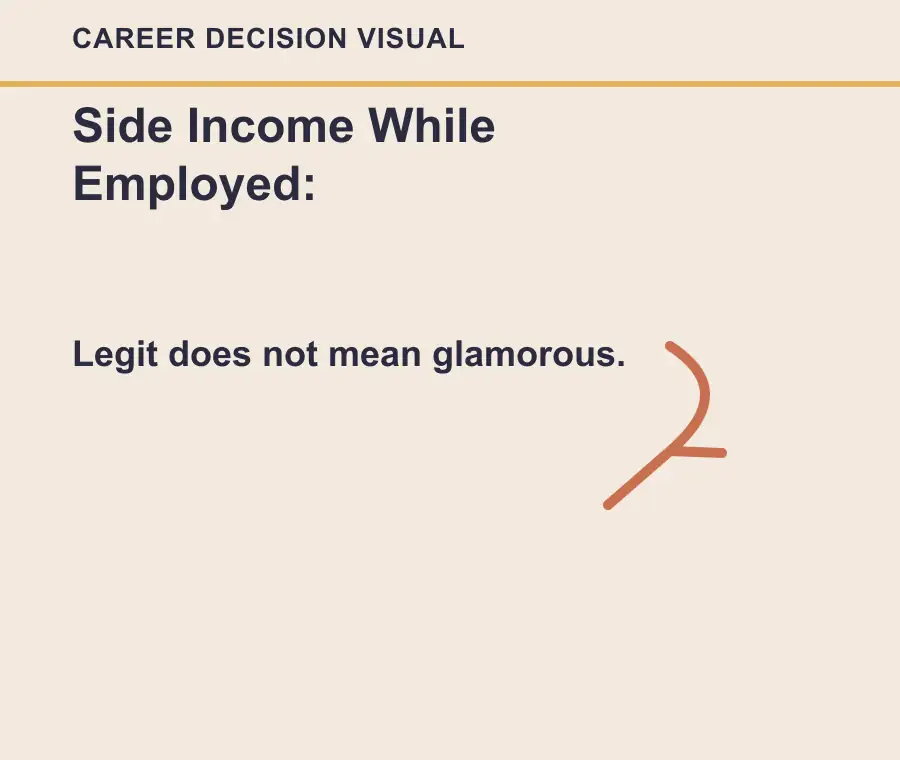 CAREER DECISION VISUAL
Side Income While
Employed:
Legit does not mean glamorous.